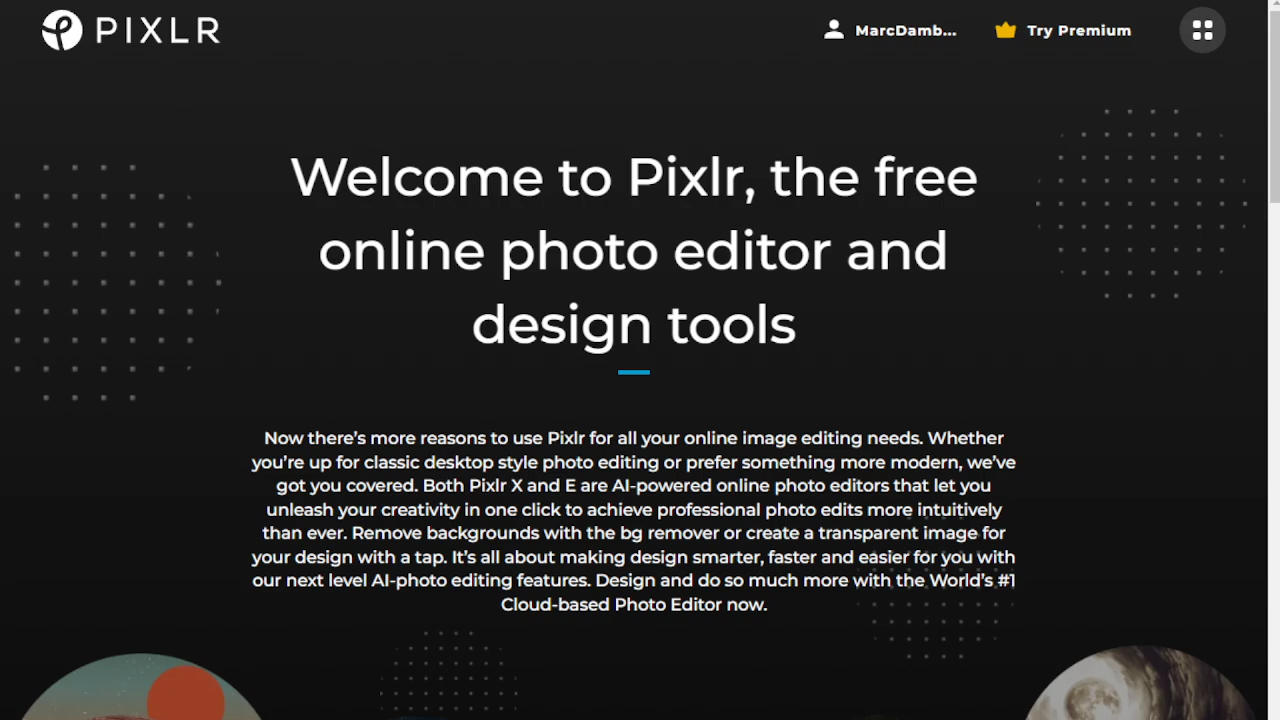 PIXLR
MarcDamb...
Try Premium
Welcome to Pixlr, the free
online photo editor and
design tools
Now there’s more reasons to use Pixlr for all your online image editing needs. Whether
you’re up for classic desktop style photo editing or prefer something more modern, we’ve
got you covered. Both Pixlr X and E are AI-powered online photo editors that let you
unleash your creativity in one click to achieve professional photo edits more intuitively
than ever. Remove backgrounds with the bg remover or create a transparent image for
your design with a tap. It’s all about making design smarter, faster and easier for you with
our next level AI-photo editing features. Design and do so much more with the World’s #1
Cloud-based Photo Editor now.